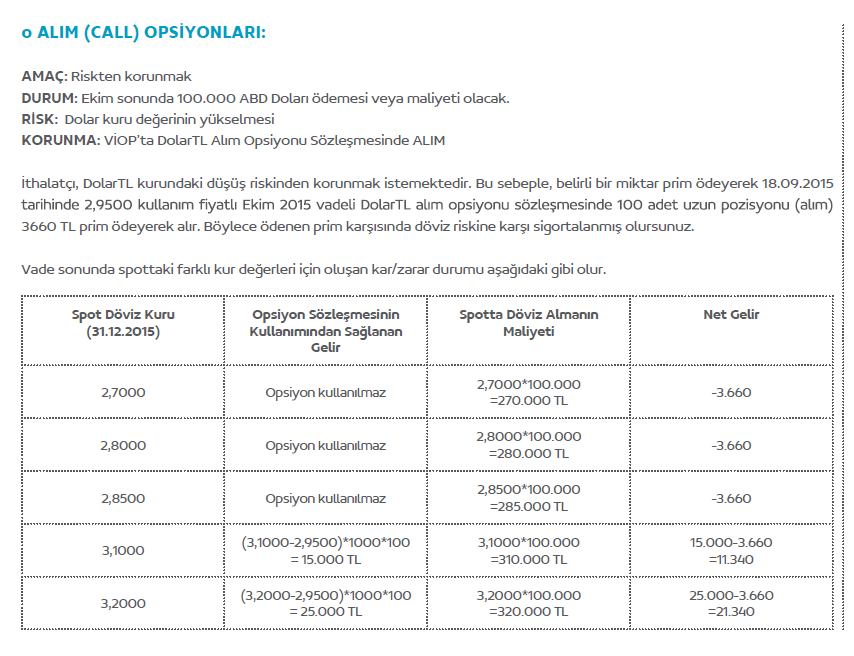 o ALIM (CALL) OPSİYONLARI:
AMAÇ: Riskten korunmak
DURUM: Ekim sonunda 100.000 ABD Doları ödemesi veya maliyeti olacak.
RİSK: Dolar kuru değerinin yükselmesi
KORUNMA: VİOP'ta DolarTL Alım Opsiyonu Sözleşmesinde ALIM
İthalatçı, DolarTL kurundaki düşüş riskinden korunmak istemektedir. Bu sebeple, belirli bir miktar prim ödeyerek 18.09.2015
tarihinde 2,9500 kullanım fiyatlı Ekim 2015 vadeli DolarTL alım opsiyonu sözleşmesinde 100 adet uzun pozisyonu (alım)
3660 TL prim ödeyerek alır. Böylece ödenen prim karşısında döviz riskine karşı sigortalanmış olursunuz.
Vade sonunda spottaki farklı kur değerleri için oluşan kar/zarar durumu aşağıdaki gibi olur.
Spot Döviz Kuru
(31.12.2015)
Opsiyon Sözleşmesinin
Kullanımından Sağlanan
Gelir
Spotta Döviz Almanın
Maliyeti
Net Gelir
2,7000
Opsiyon kullanılmaz
2,7000*100.000
=270.000 TL
-3.660
2,8000
Opsiyon kullanılmaz
2,8000*100.000
=280.000 TL
-3.660
2,8500
Opsiyon kullanılmaz
2,8500*100.000
=285.000 TL
-3.660
3,1000
(3,1000-2,9500)*1000*100
= 15.000 TL
3,1000*100.000
=310.000 TL
15.000-3.660
=11.340
3,2000
(3,2000-2,9500)*1000*100
= 25.000 TL
3,2000*100.000
=320.000 TL
25.000-3.660
=21.340